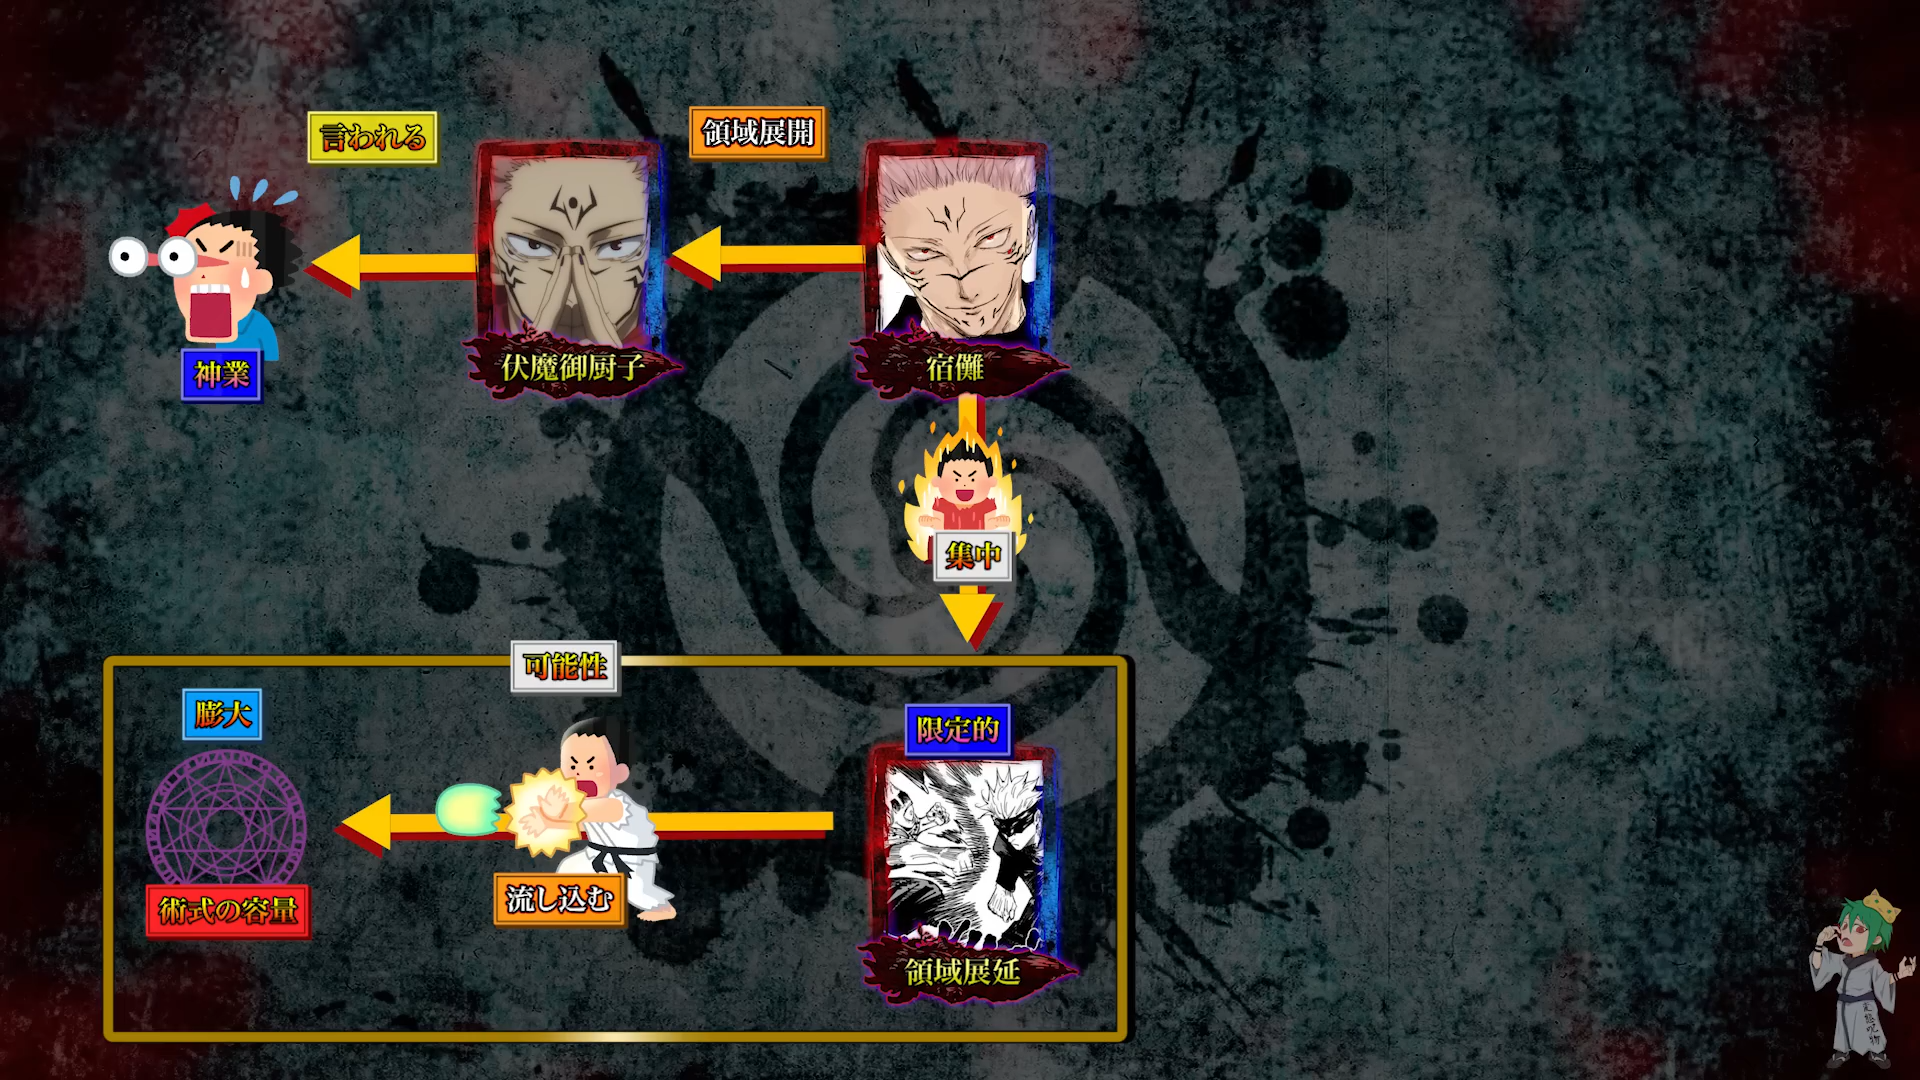 言われる
領域展開
神業
伏魔御厨子
宿儺
集中
可能性
膨大
限定的
術式の容量
流し込む
領域展延